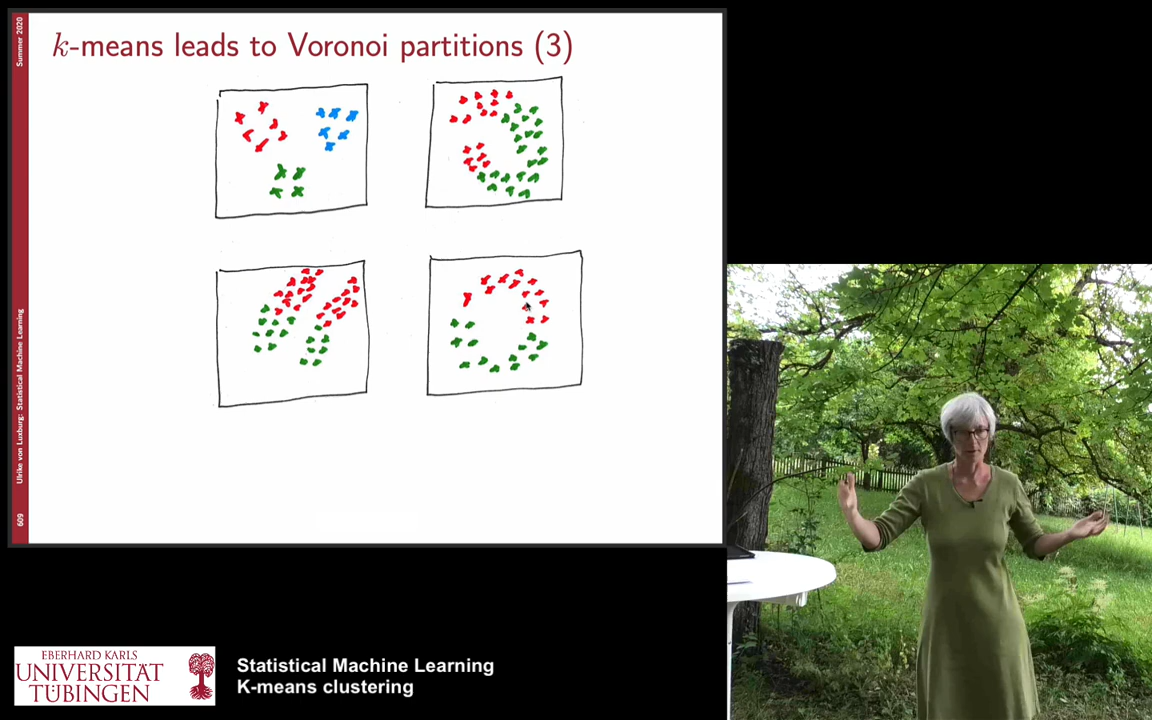 k-means leads to Voronoi partitions (3)
Summer 2020
Ulrike von Luxburg: Statistical Machine Learning
609
EBERHARD KARLS
UNIVERSITÄT
TÜBINGEN
Statistical Machine Learning
K-means clustering